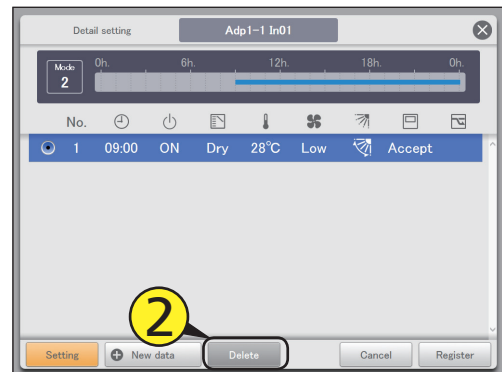 Detail setting Adp1-1 In01
Mode 0h. 6h. 12h. 18h. 0h.
2
No.
1 09:00 ON Dry 28°C Low Accept
2
Setting New data Delete Cancel Register